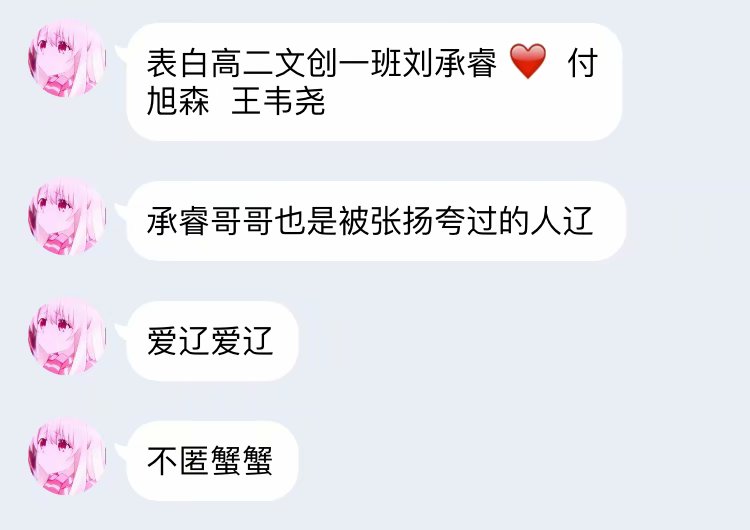 表白高二文创一班刘承睿 ❤️ 付
旭森 王韦尧
承睿哥哥也是被张扬夸过的人辽
爱辽爱辽
不匿蟹蟹